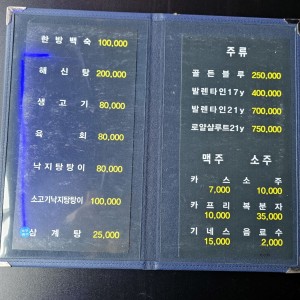 한방백숙 100,000
해신탕 200,000
생고기 80,000
육회 80,000
낙지탕탕이 80,000
소고기낙지탕탕이 100,000
삼계탕 25,000
주류
골든블루 250,000
발렌타인17y 400,000
발렌타인21y 700,000
로얄살루트21y 750,000
맥주 소주
카스 소주
7,000 10,000
카프리 복분자
10,000 35,000
기네스 음료수
15,000 2,000